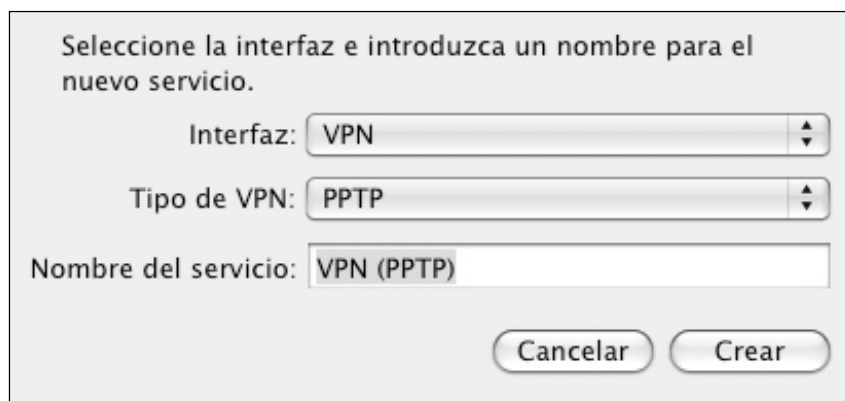 Seleccione la interfaz e introduzca un nombre para el
nuevo servicio.
Interfaz: VPN
Tipo de VPN: PPTP
Nombre del servicio: VPN (PPTP)
Cancelar Crear